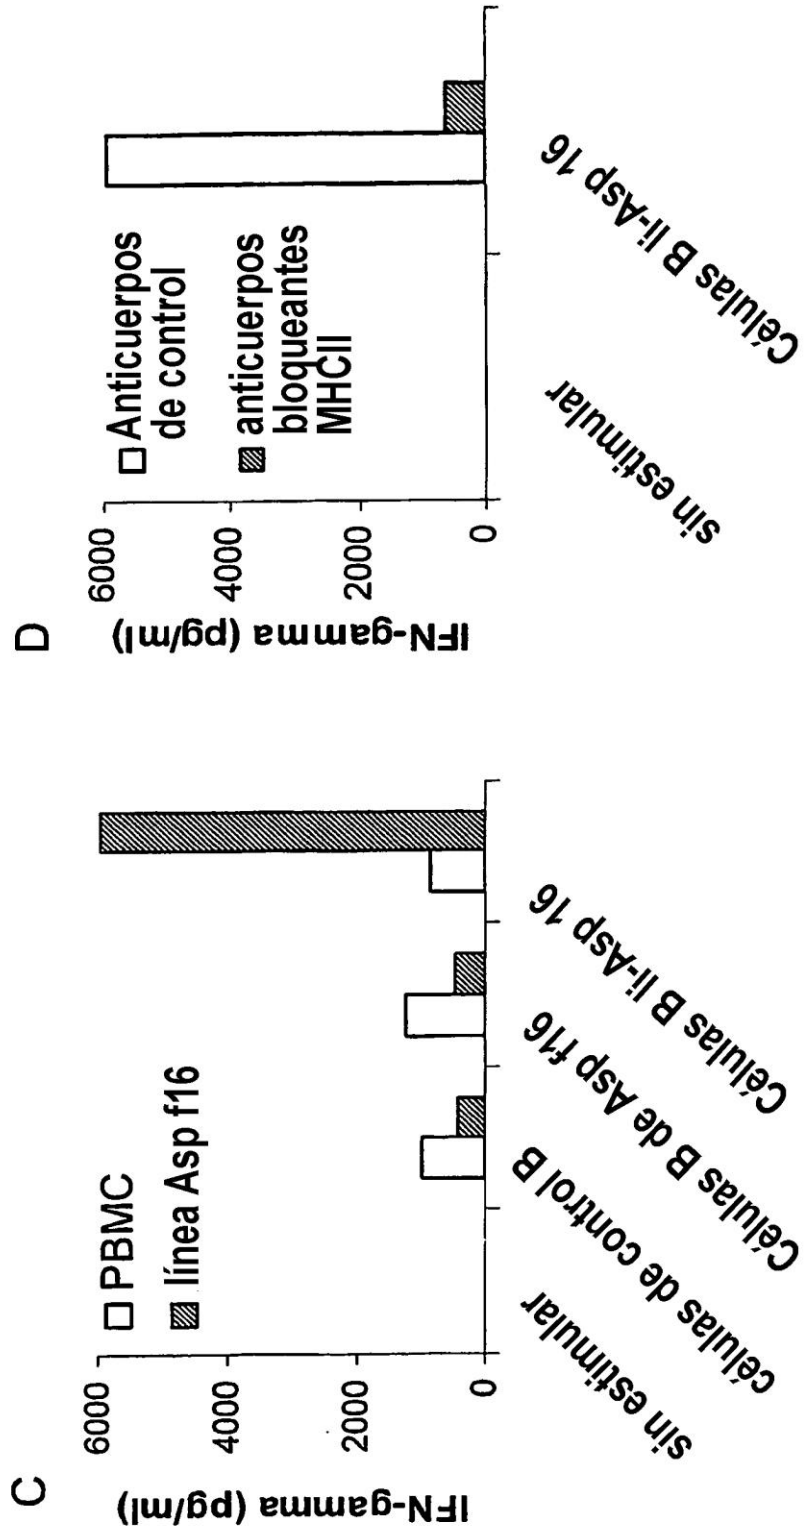 C
IFN-gamma (pg/ml)
6000
4000
2000
0
PBMC
línea Asp f16
sin estimular
células de control B
Células B de Asp f16
Células B li-Asp 16
D
IFN-gamma (pg/ml)
6000
4000
2000
0
Anticuerpos
de control
anticuerpos
bloqueantes
MHCII
sin estimular
Células B li-Asp 16